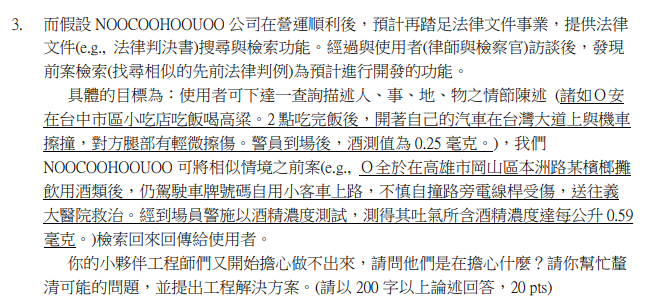 3. 而假設 NOOCOOHOOUOO 公司在營運順利後，預計再踏足法律文件事業，提供法律
文件(e.g., 法律判決書)搜尋與檢索功能。經過與使用者(律師與檢察官)訪談後，發現
前案檢索(找尋相似的先前法律判例)為預計進行開發的功能。
具體的目標為：使用者可下達一查詢描述人、事、地、物之情節陳述 (諸如O安
在台中市區小吃店吃飯喝高粱。2 點吃完飯後，開著自己的汽車在台灣大道上與機車
擦撞，對方腿部有輕微擦傷。警員到場後，酒測值為 0.25 毫克。)，我們
NOOCOOHOOUOO 可將相似情境之前案(e.g., O全於在高雄市岡山區本洲路某檳榔攤
飲用酒類後，仍駕駛車牌號碼自用小客車上路，不慎自撞路旁電線桿受傷，送往義
大醫院救治。經到場員警施以酒精濃度測試，測得其吐氣所含酒精濃度達每公升 0.59
毫克。)檢索回來回傳給使用者。
你的小夥伴工程師們又開始擔心做不出來，請問他們是在擔心什麼？請你幫忙釐
清可能的問題，並提出工程解決方案。(請以 200 字以上論述回答，20 pts)